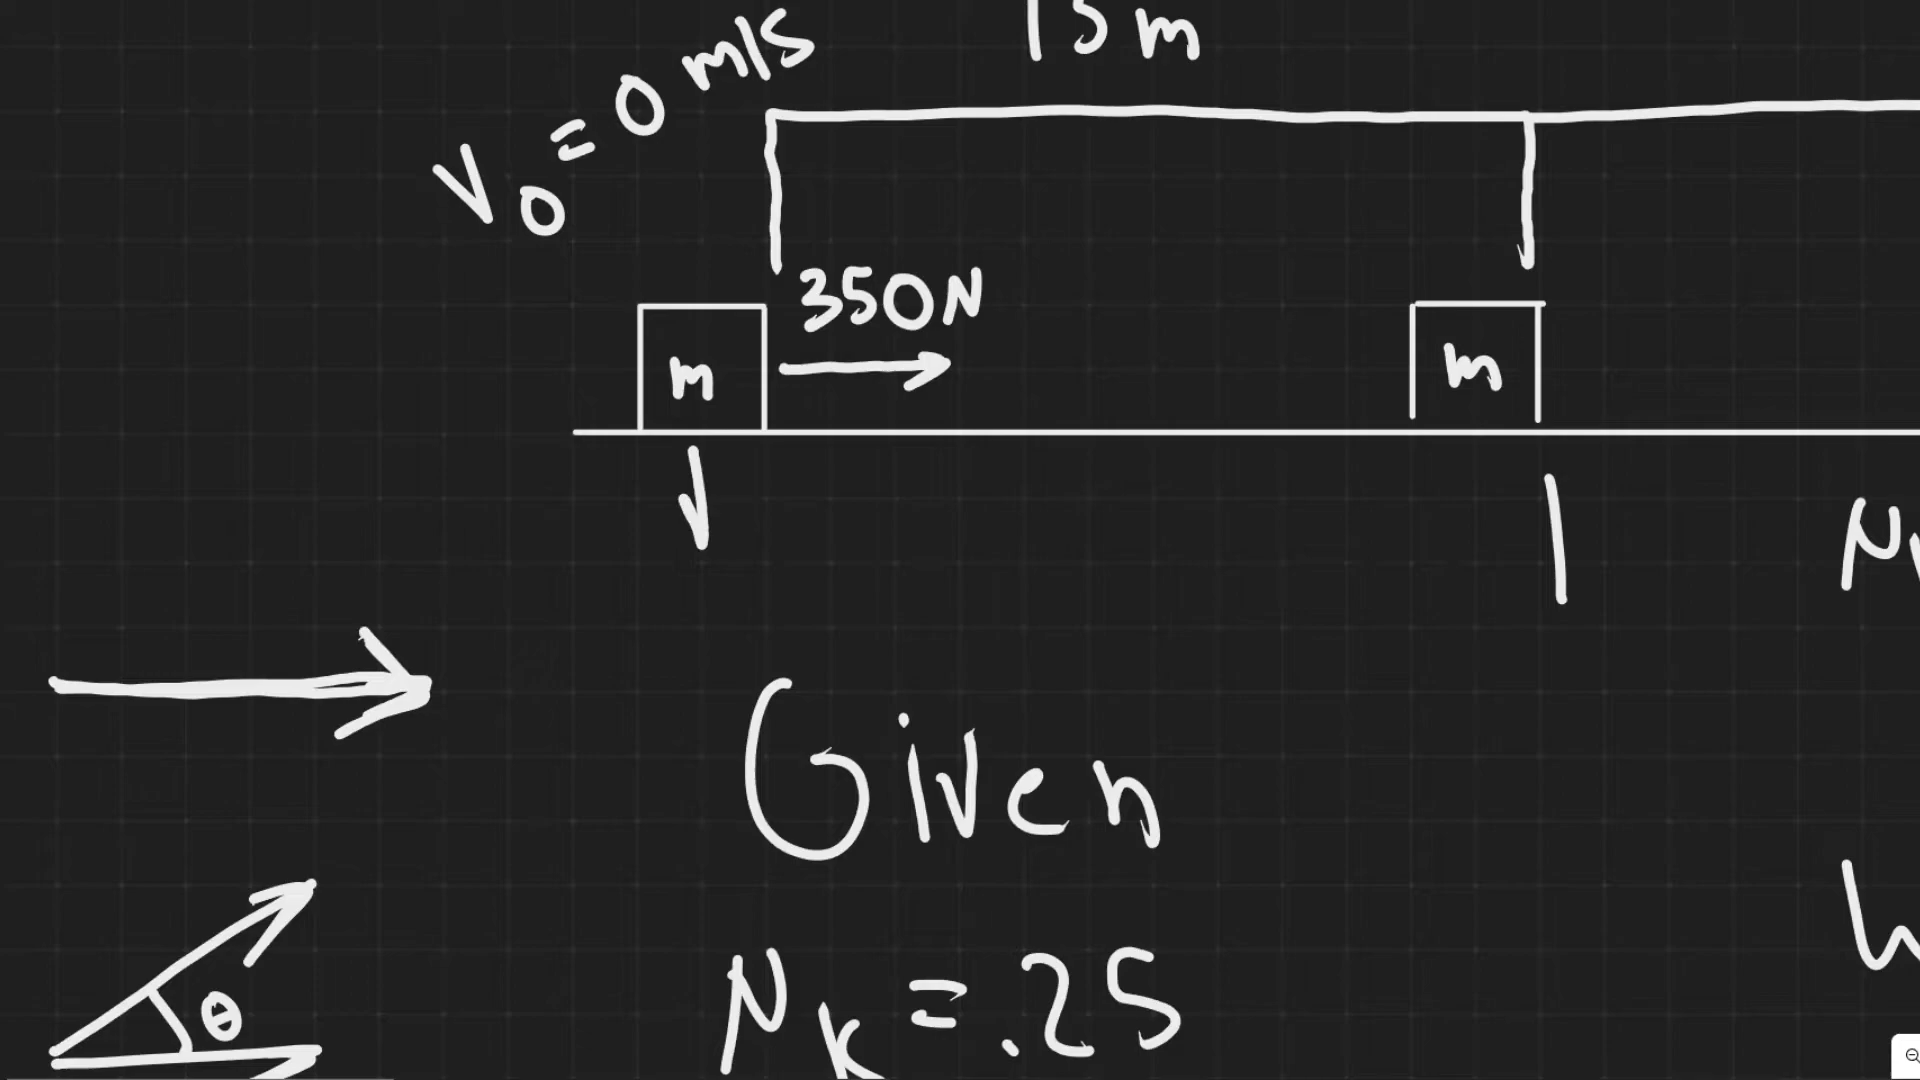 V₀ = 0 m/s
15 m
350N
m
m
Given
θ
μₖ = .25